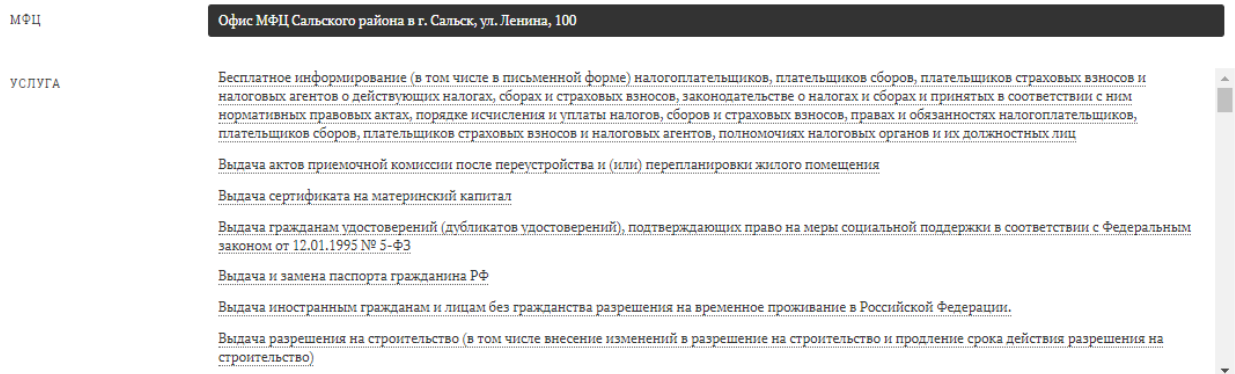 МФЦ
Офис МФЦ Сальского района в г. Сальск, ул. Ленина, 100
УСЛУГА
Бесплатное информирование (в том числе в письменной форме) налогоплательщиков, плательщиков сборов, плательщиков страховых взносов и
налоговых агентов о действующих налогах, сборах и страховых взносов, законодательстве о налогах и сборах и принятых в соответствии с ним
нормативных правовых актах, порядке исчисления и уплаты налогов, сборов и страховых взносов, правах и обязанностях налогоплательщиков,
плательщиков сборов, плательщиков страховых взносов и налоговых агентов, полномочиях налоговых органов и их должностных лиц
Выдача актов приемочной комиссии после переустройства и (или) перепланировки жилого помещения
Выдача сертификата на материнский капитал
Выдача гражданам удостоверений (дубликатов удостоверений), подтверждающих право на меры социальной поддержки в соответствии с Федеральным
законом от 12.01.1995 № 5-ФЗ
Выдача и замена паспорта гражданина РФ
Выдача иностранным гражданам и лицам без гражданства разрешения на временное проживание в Российской Федерации.
Выдача разрешения на строительство (в том числе внесение изменений в разрешение на строительство и продление срока действия разрешения на
строительство)